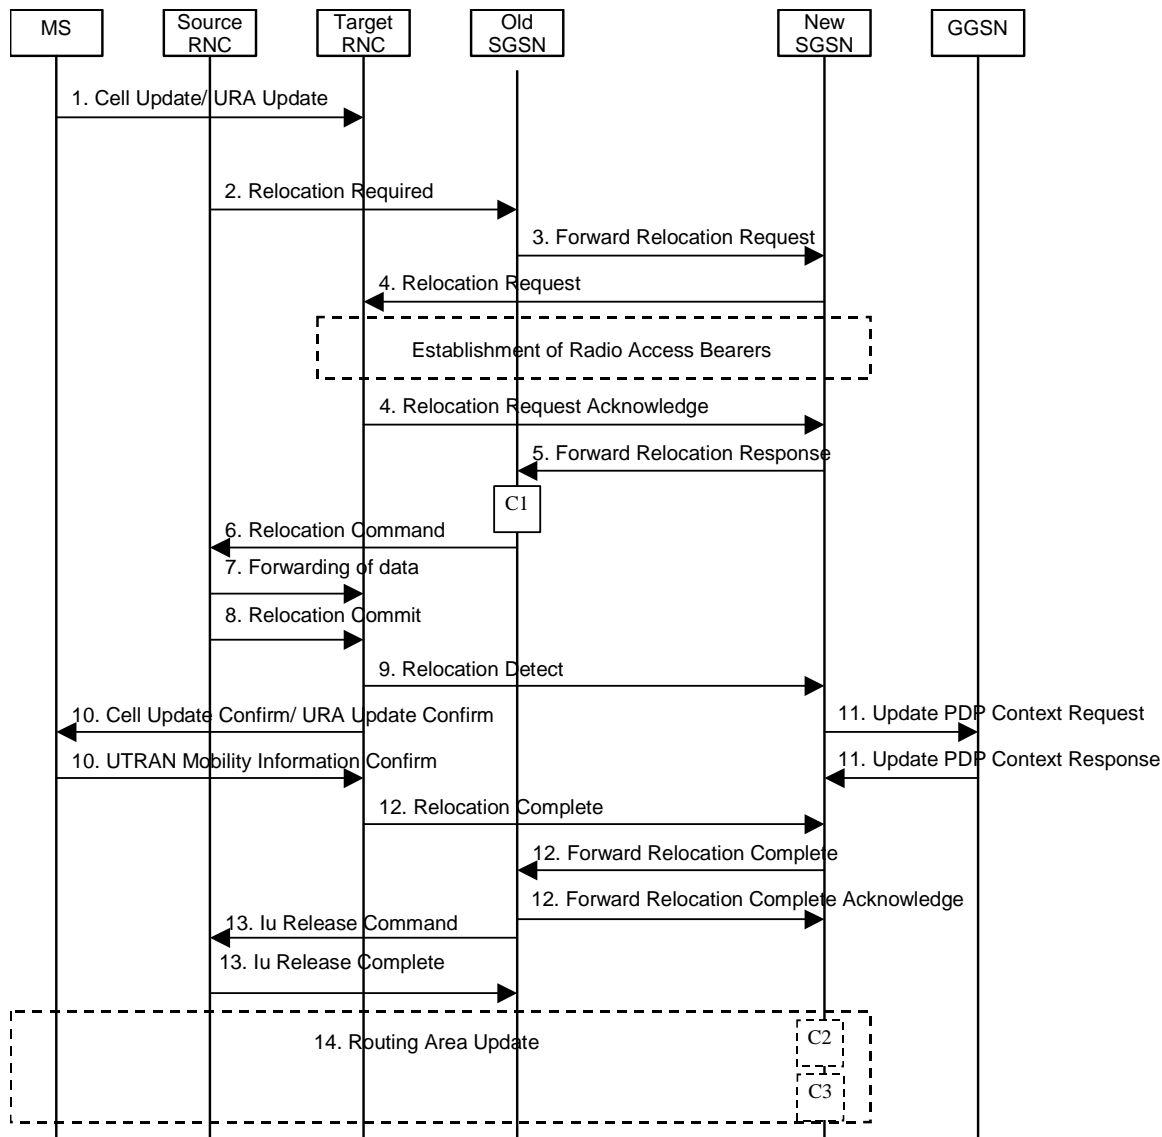 MS
Source
RNC
Target
RNC
Old
SGSN
New
SGSN
GGSN
1. Cell Update/ URA Update
2. Relocation Required
3. Forward Relocation Request
4. Relocation Request
Establishment of Radio Access Bearers
4. Relocation Request Acknowledge
5. Forward Relocation Response
C1
6. Relocation Command
7. Forwarding of data
8. Relocation Commit
9. Relocation Detect
10. Cell Update Confirm/ URA Update Confirm
11. Update PDP Context Request
10. UTRAN Mobility Information Confirm
11. Update PDP Context Response
12. Relocation Complete
12. Forward Relocation Complete
12. Forward Relocation Complete Acknowledge
13. Iu Release Command
13. Iu Release Complete
14. Routing Area Update
C2
C3